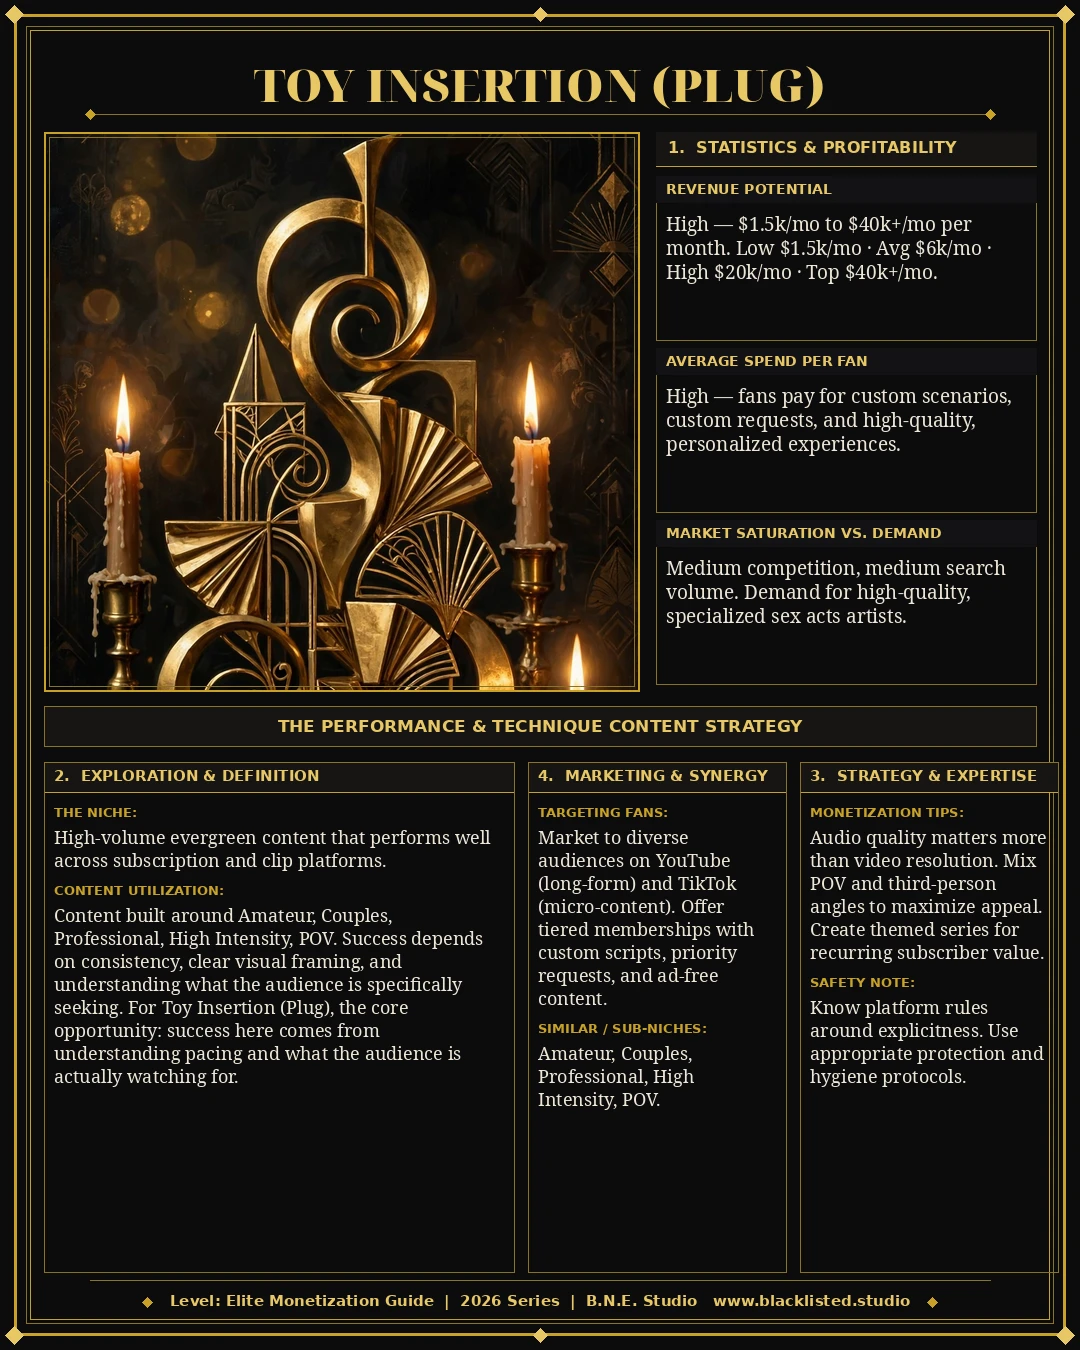 TOY INSERTION (PLUG)
1. STATISTICS & PROFITABILITY
REVENUE POTENTIAL
High — $1.5k/mo to $40k+/mo per
month. Low $1.5k/mo · Avg $6k/mo ·
High $20k/mo · Top $40k+/mo.
AVERAGE SPEND PER FAN
High — fans pay for custom scenarios,
custom requests, and high-quality,
personalized experiences.
MARKET SATURATION VS. DEMAND
Medium competition, medium search
volume. Demand for high-quality,
specialized sex acts artists.
THE PERFORMANCE & TECHNIQUE CONTENT STRATEGY
2. EXPLORATION & DEFINITION
THE NICHE:
High-volume evergreen content that performs well
across subscription and clip platforms.
CONTENT UTILIZATION:
Content built around Amateur, Couples,
Professional, High Intensity, POV. Success depends
on consistency, clear visual framing, and
understanding what the audience is specifically
seeking. For Toy Insertion (Plug), the core
opportunity: success here comes from
understanding pacing and what the audience is
actually watching for.
4. MARKETING & SYNERGY
TARGETING FANS:
Market to diverse
audiences on YouTube
(long-form) and TikTok
(micro-content). Offer
tiered memberships with
custom scripts, priority
requests, and ad-free
content.
SIMILAR / SUB-NICHES:
Amateur, Couples,
Professional, High
Intensity, POV.
3. STRATEGY & EXPERTISE
MONETIZATION TIPS:
Audio quality matters more
than video resolution. Mix
POV and third-person
angles to maximize appeal.
Create themed series for
recurring subscriber value.
SAFETY NOTE:
Know platform rules
around explicitness. Use
appropriate protection and
hygiene protocols.
Level: Elite Monetization Guide | 2026 Series | B.N.E. Studio www.blacklisted.studio